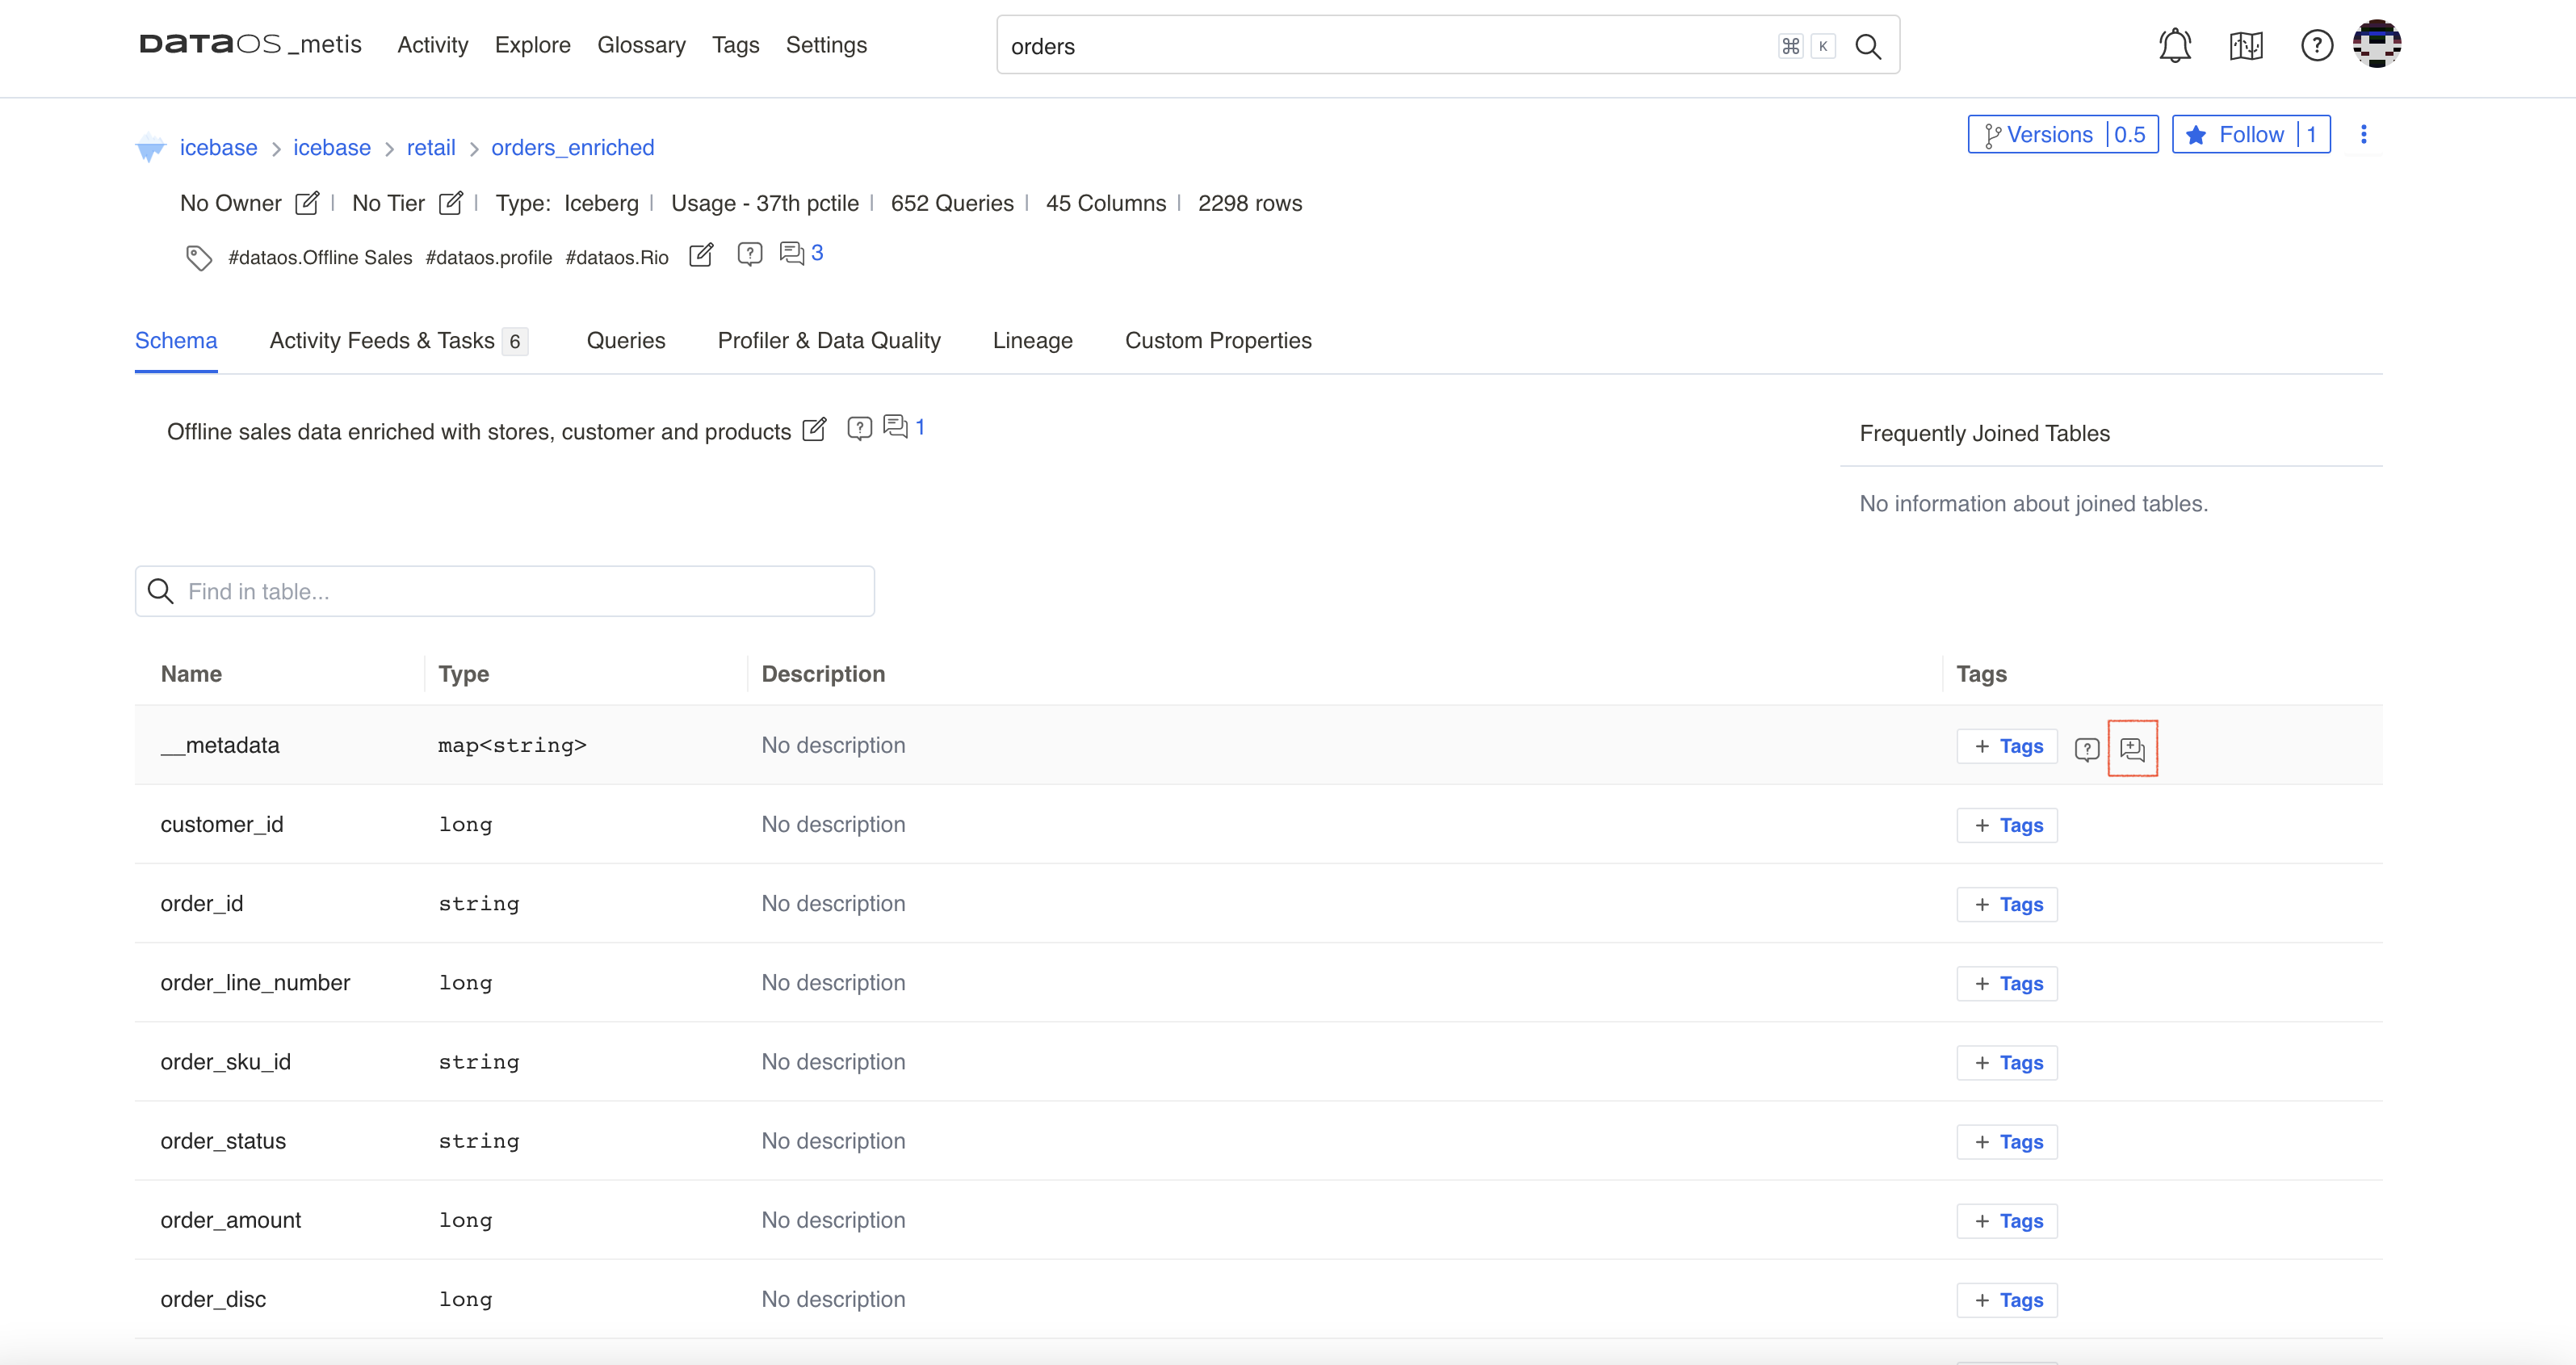 DATAOS _metis Activity Explore Glossary Tags Settings orders ⌘ K
icebase > icebase > retail > orders_enriched Versions | 0.5 Follow | 1
No Owner | No Tier | Type: Iceberg | Usage - 37th pctile | 652 Queries | 45 Columns | 2298 rows
#dataos.Offline Sales #dataos.profile #dataos.Rio 3
Schema Activity Feeds & Tasks 6 Queries Profiler & Data Quality Lineage Custom Properties
Offline sales data enriched with stores, customer and products 1
Frequently Joined Tables
No information about joined tables.
Find in table...
Name Type Description Tags
__metadata map<string> No description + Tags
customer_id long No description + Tags
order_id string No description + Tags
order_line_number long No description + Tags
order_sku_id string No description + Tags
order_status string No description + Tags
order_amount long No description + Tags
order_disc long No description + Tags